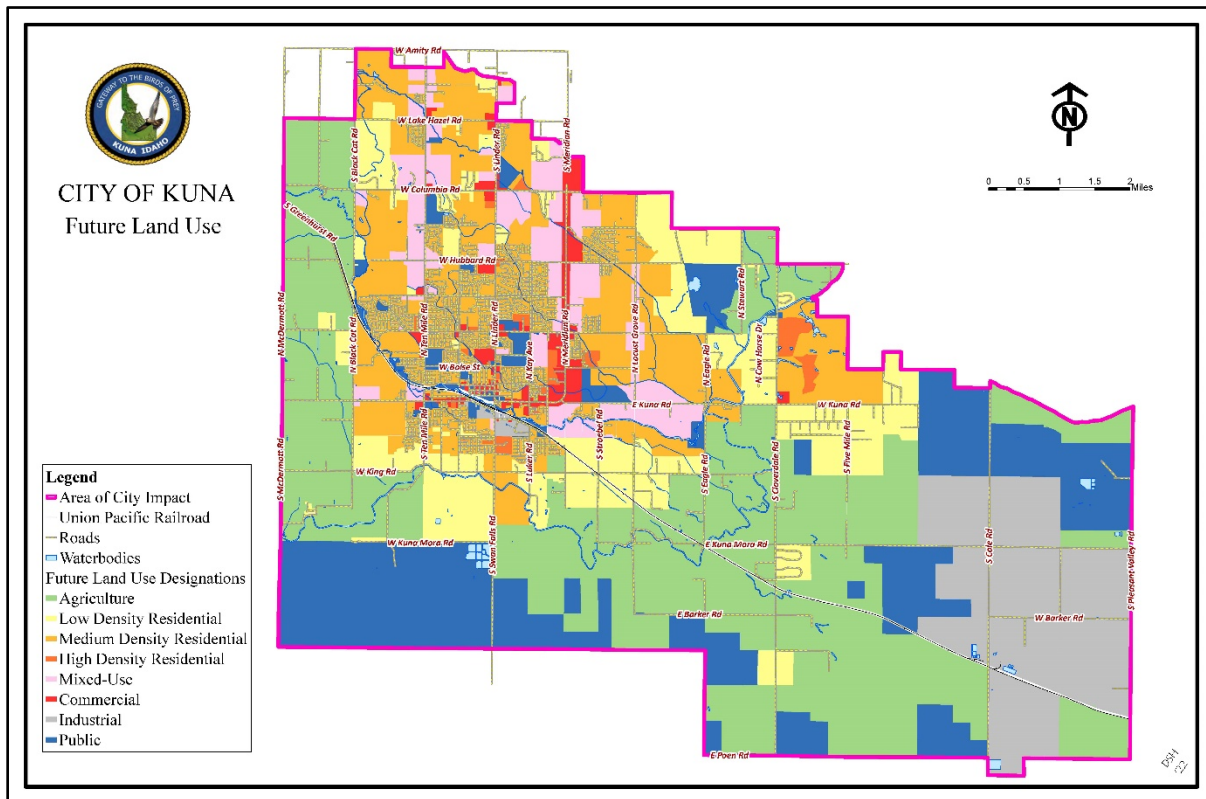 GATEWAY TO THE BIRDS OF PREY
KUNA IDAHO
CITY OF KUNA
Future Land Use
N
0 0.5 1 1.5 2
Miles
W Amity Rd
W Lake Hazel Rd
S Black Cat Rd
S Linder Rd
S Meridian Rd
W Columbia Rd
S Greenhurst Rd
W Hubbard Rd
N Stewart Rd
N McDermott Rd
N Black Cat Rd
N Ten Mile Rd
N Linder Rd
N Kay Ave
N Meridian Rd
N Locust Grove Rd
N Eagle Rd
N Cow Horse Dr
W Boise St
E Kuna Rd
W Kuna Rd
S Ten Mile Rd
S Luker Rd
S Stroebel Rd
S Eagle Rd
S Cloverdale Rd
S Five Mile Rd
S McDermott Rd
W King Rd
W Kuna Mora Rd
S Swan Falls Rd
E Kuna Mora Rd
S Cole Rd
S Pleasant Valley Rd
E Barker Rd
W Barker Rd
E Poen Rd
Legend
Area of City Impact
Union Pacific Railroad
Roads
Waterbodies
Future Land Use Designations
Agriculture
Low Density Residential
Medium Density Residential
High Density Residential
Mixed-Use
Commercial
Industrial
Public
DSH
22